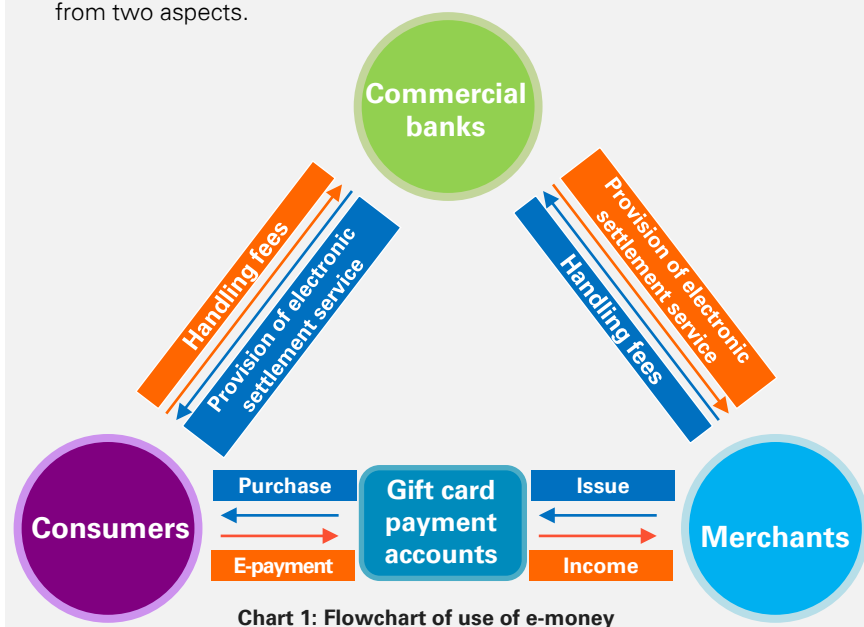 from two aspects.
Commercial
banks
Handling fees
Provision of electronic
settlement service
Provision of electronic
settlement service
Handling fees
Consumers
Purchase
E-payment
Gift card
payment
accounts
Issue
Income
Merchants
Chart 1: Flowchart of use of e-money